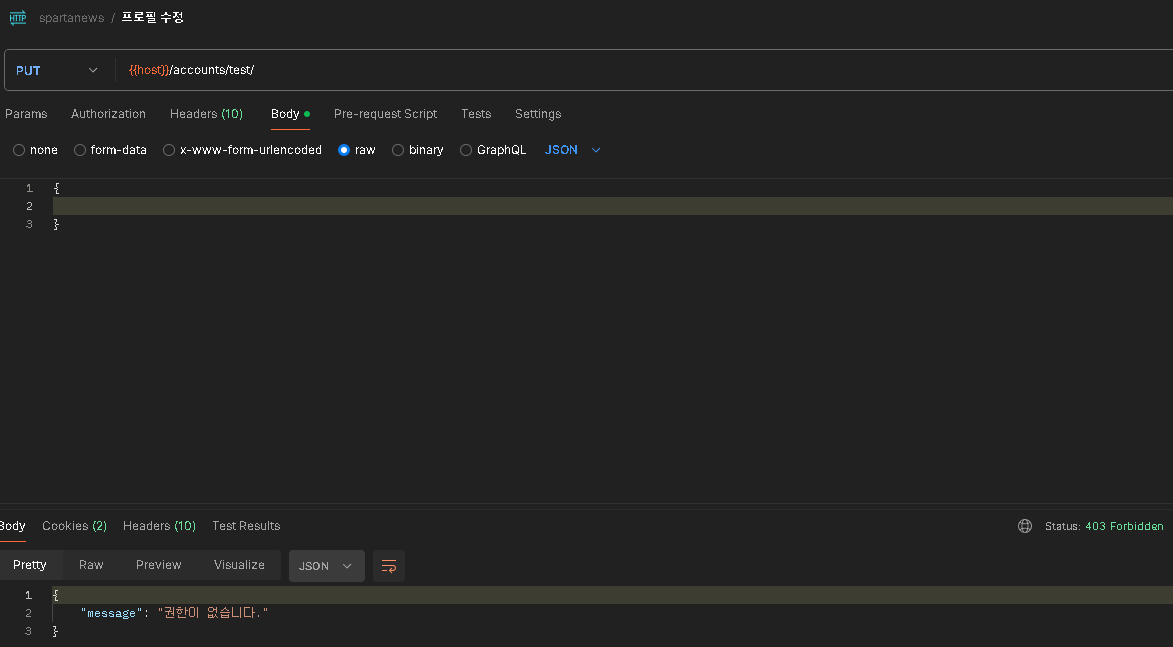 HTTP spartanews / 프로필 수정
PUT {{host}}/accounts/test/
Params Authorization Headers (10) Body Pre-request Script Tests Settings
none form-data x-www-form-urlencoded raw binary GraphQL JSON
1 {
2
3 }
Body Cookies (2) Headers (10) Test Results Status: 403 Forbidden
Pretty Raw Preview Visualize JSON
1 {
2 "message": "권한이 없습니다."
3 }